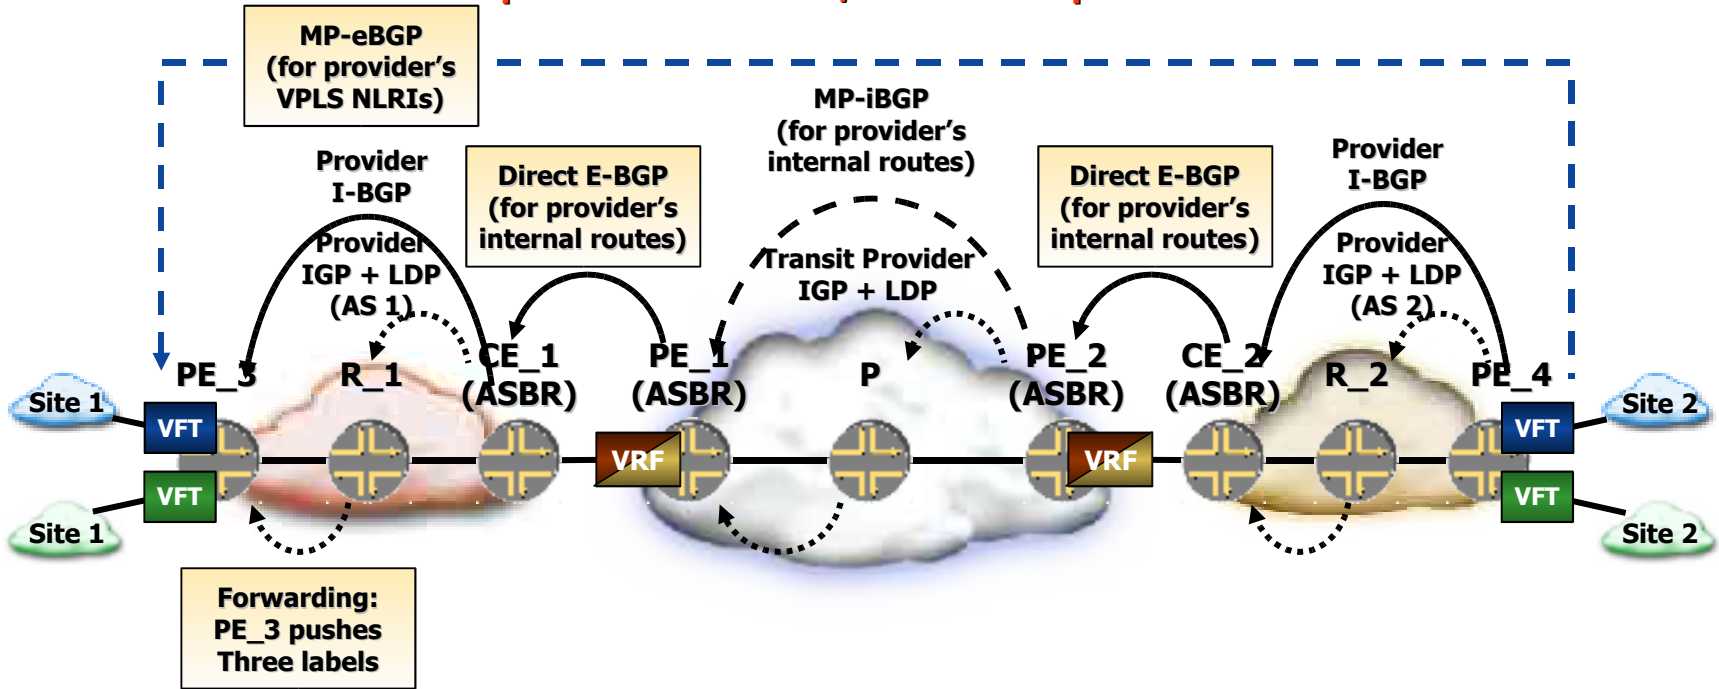 MP-eBGP
(for provider's
VPLS NLRIs)
MP-iBGP
(for provider's
internal routes)
Provider
I-BGP
Direct E-BGP
(for provider's
internal routes)
Direct E-BGP
(for provider's
internal routes)
Provider
I-BGP
Provider
IGP + LDP
(AS 1)
Transit Provider
IGP + LDP
Provider
IGP + LDP
(AS 2)
PE_3
R_1
CE_1
(ASBR)
PE_1
(ASBR)
P
PE_2
(ASBR)
CE_2
(ASBR)
R_2
PE_4
Site 1
VFT
VRF
VRF
VFT
Site 2
Site 1
VFT
VFT
Site 2
Forwarding:
PE_3 pushes
Three labels